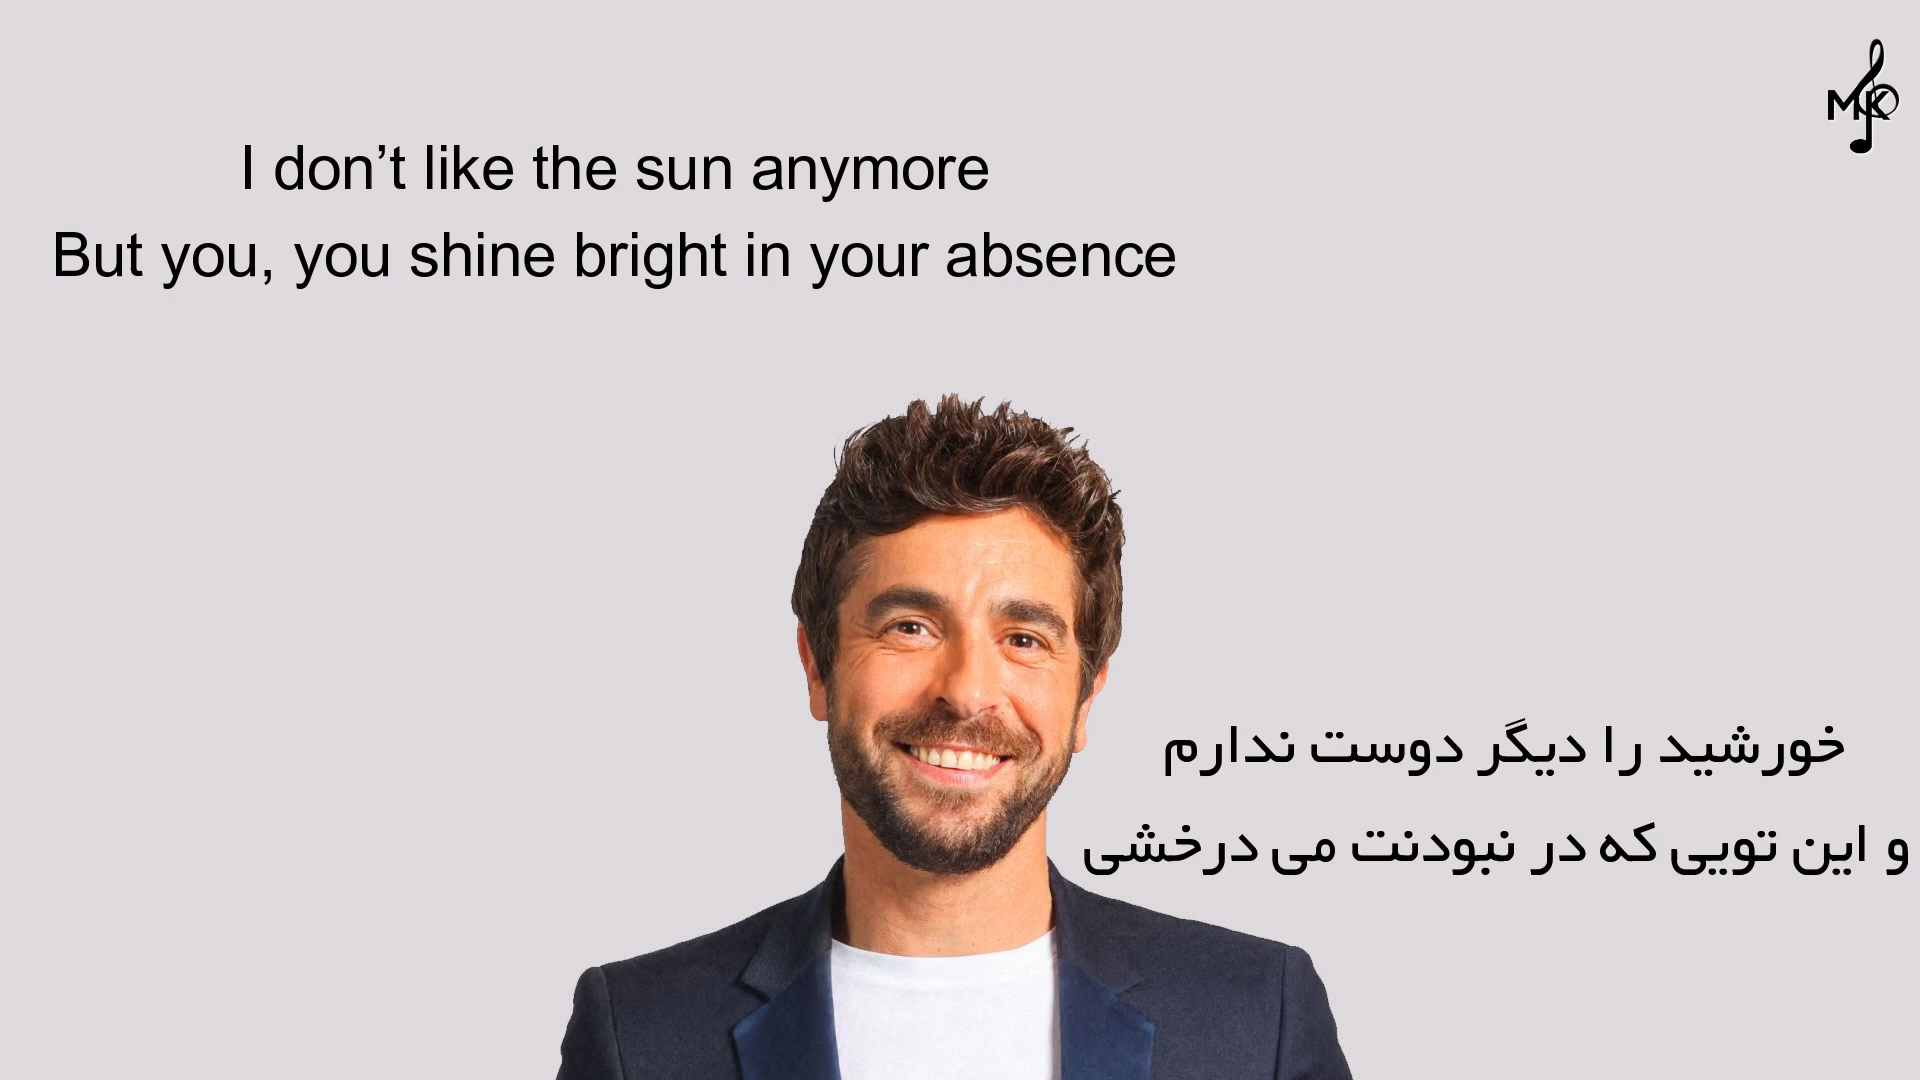 MK
I don’t like the sun anymore
But you, you shine bright in your absence
خورشید را دیگر دوست ندارم
و این تویی که در نبودنت می درخشی